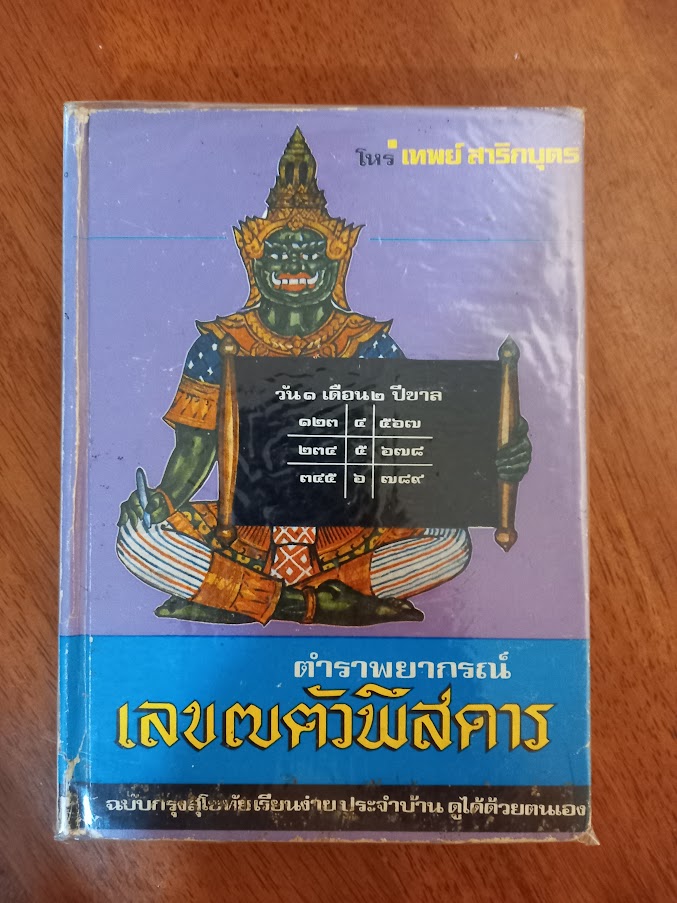 โหร เทพย์ สาริกบุตร
วัน๑ เดือน๒ ปีขาล
๑๒๓ ๔ ๕๖๗
๒๓๔ ๕ ๖๗๘
๓๔๕ ๖ ๗๘๙
ตำราพยากรณ์
เลข๗ตัวพิสดาร
ฉบับกรุงสุโขทัย เรียนง่าย ประจำบ้าน ดูได้ด้วยตนเอง